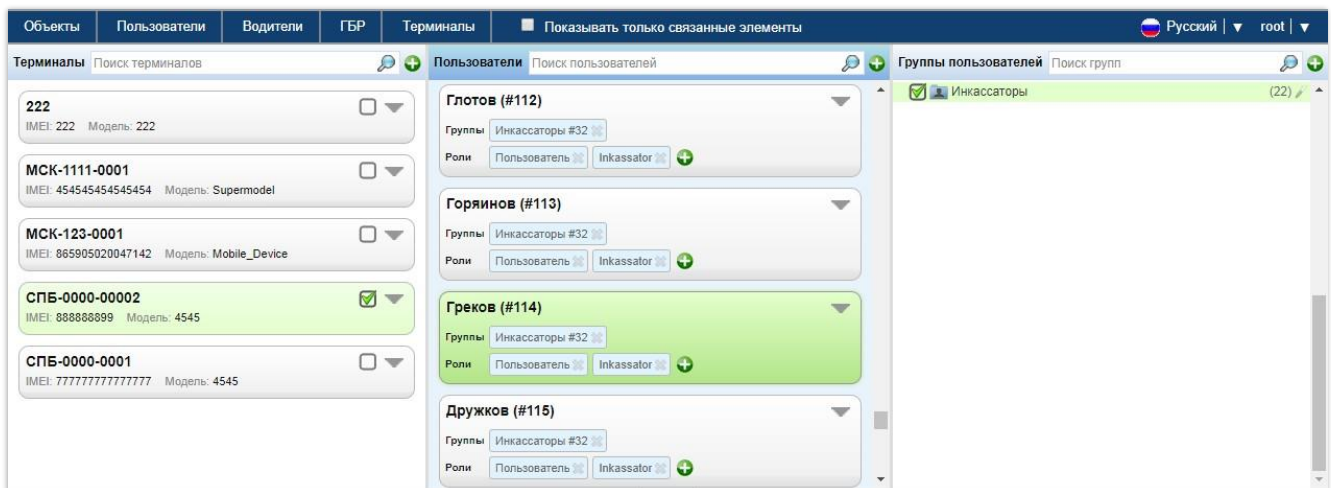 Объекты Пользователи Водители ГБР Терминалы Показывать только связанные элементы Русский | root |
Терминалы Поиск терминалов
222
IMEI: 222 Модель: 222
МСК-1111-0001
IMEI: 454545454545454 Модель: Supermodel
МСК-123-0001
IMEI: 865905020047142 Модель: Mobile_Device
СПБ-0000-00002
IMEI: 888888899 Модель: 4545
СПБ-0000-0001
IMEI: 777777777777777 Модель: 4545
Пользователи Поиск пользователей
Глотов (#112)
Группы Инкассаторы #32
Роли Пользователь Inkassator
Горяинов (#113)
Группы Инкассаторы #32
Роли Пользователь Inkassator
Греков (#114)
Группы Инкассаторы #32
Роли Пользователь Inkassator
Дружков (#115)
Группы Инкассаторы #32
Роли Пользователь Inkassator
Группы пользователей Поиск групп
Инкассаторы (22)